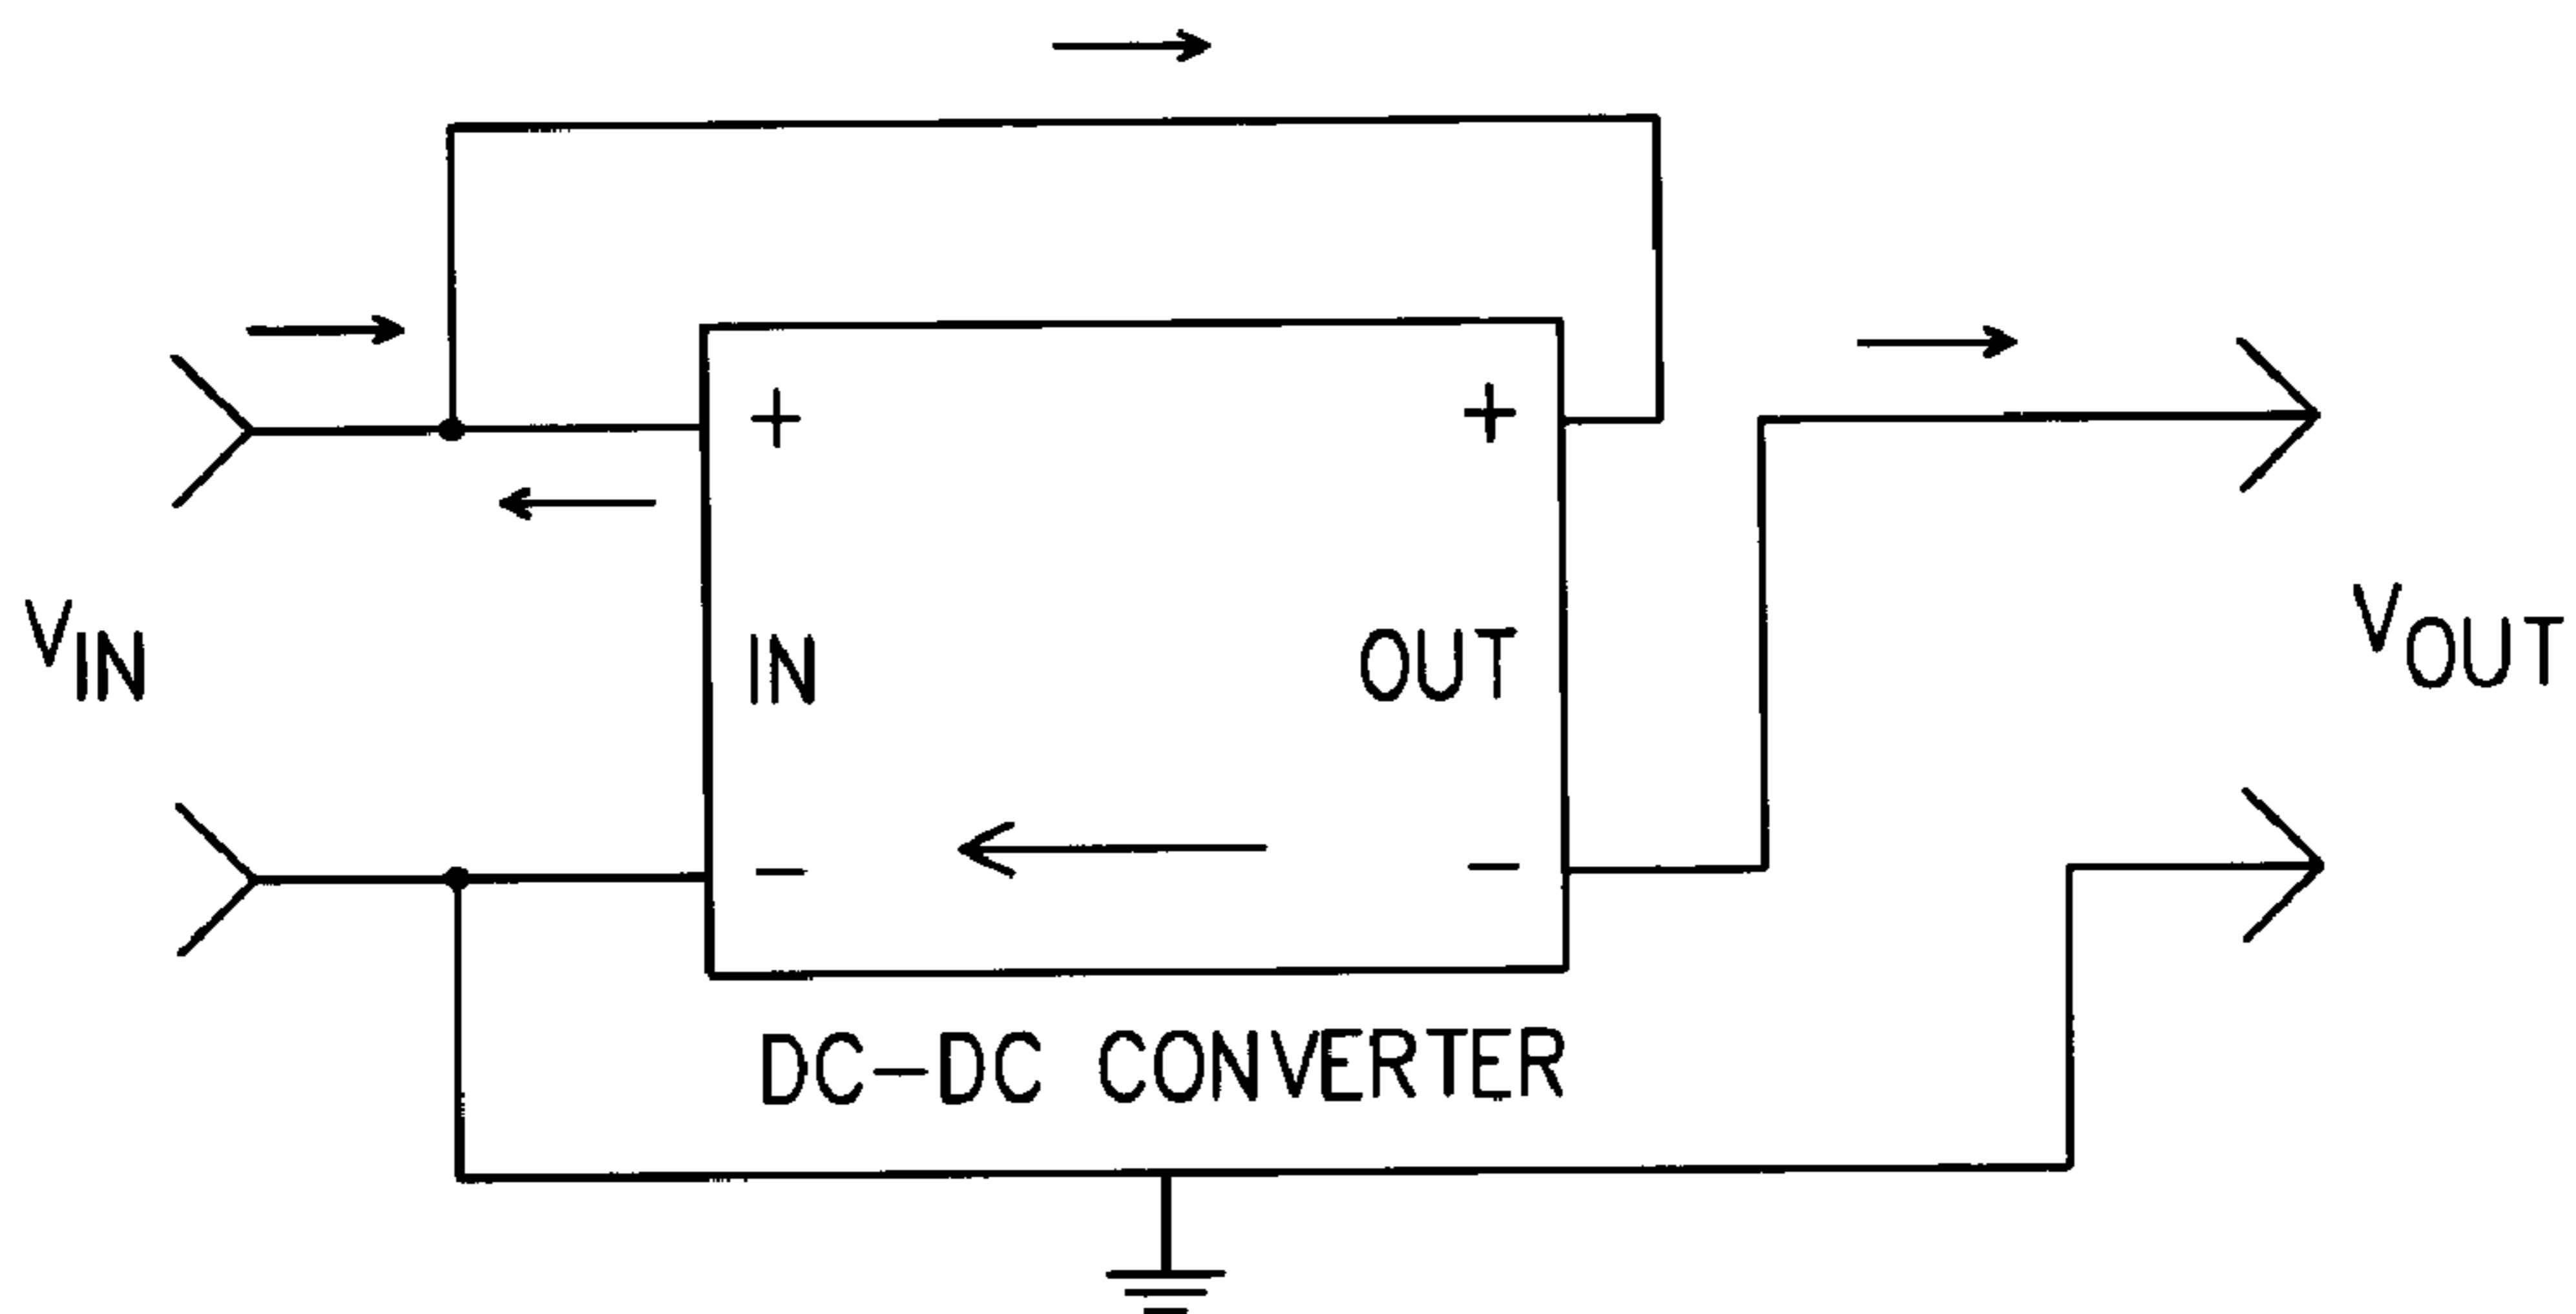 + +
V_IN IN OUT V_OUT
− −
DC-DC CONVERTER